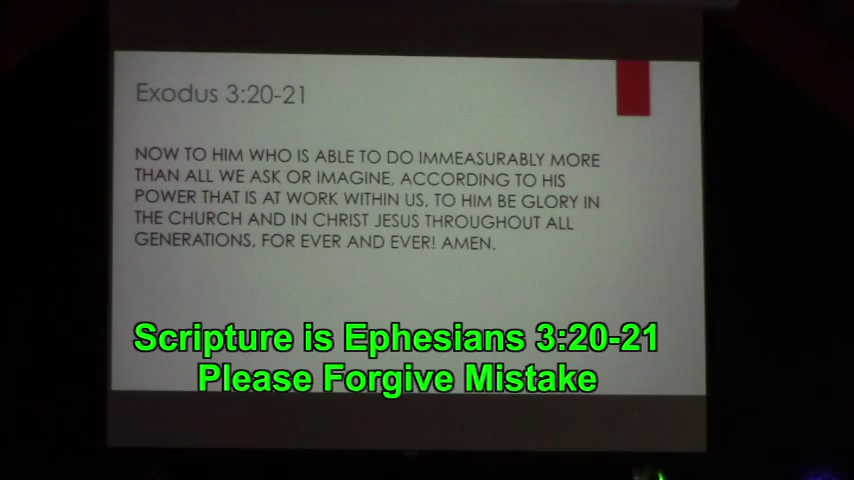 Exodus 3:20-21
NOW TO HIM WHO IS ABLE TO DO IMMEASURABLY MORE
THAN ALL WE ASK OR IMAGINE, ACCORDING TO HIS
POWER THAT IS AT WORK WITHIN US, TO HIM BE GLORY IN
THE CHURCH AND IN CHRIST JESUS THROUGHOUT ALL
GENERATIONS, FOR EVER AND EVER! AMEN.
Scripture is Ephesians 3:20-21
Please Forgive Mistake